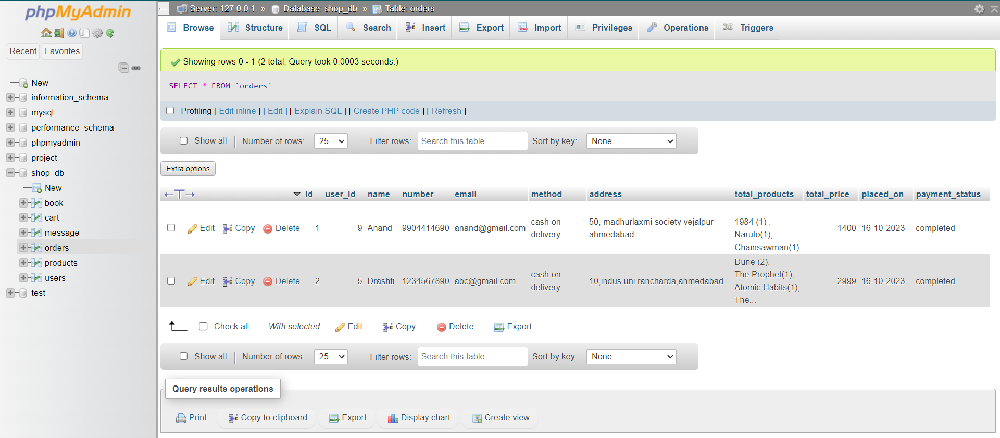 phpMyAdmin
Recent Favorites
New
information_schema
mysql
performance_schema
phpmyadmin
project
shop_db
New
book
cart
message
orders
products
users
test
Server: 127.0.0.1 » Database: shop_db » Table: orders
Browse Structure SQL Search Insert Export Import Privileges Operations Triggers
Showing rows 0 - 1 (2 total, Query took 0.0003 seconds.)
SELECT * FROM `orders`
Profiling [ Edit inline ] [ Edit ] [ Explain SQL ] [ Create PHP code ] [ Refresh ]
Show all | Number of rows: 25 Filter rows: Search this table Sort by key: None
Extra options
←T→ id user_id name number email method address total_products total_price placed_on payment_status
Edit Copy Delete 1 9 Anand 9904414690 anand@gmail.com cash on delivery 50, madhurlaxmi society vejalpur ahmedabad 1984 (1) , Naruto(1), Chainsawman(1) 1400 16-10-2023 completed
Edit Copy Delete 2 5 Drashti 1234567890 abc@gmail.com cash on delivery 10,indus uni rancharda,ahmedabad Dune (2), The Prophet(1), Atomic Habits(1), The... 2999 16-10-2023 completed
Check all With selected: Edit Copy Delete Export
Show all | Number of rows: 25 Filter rows: Search this table Sort by key: None
Query results operations
Print Copy to clipboard Export Display chart Create view